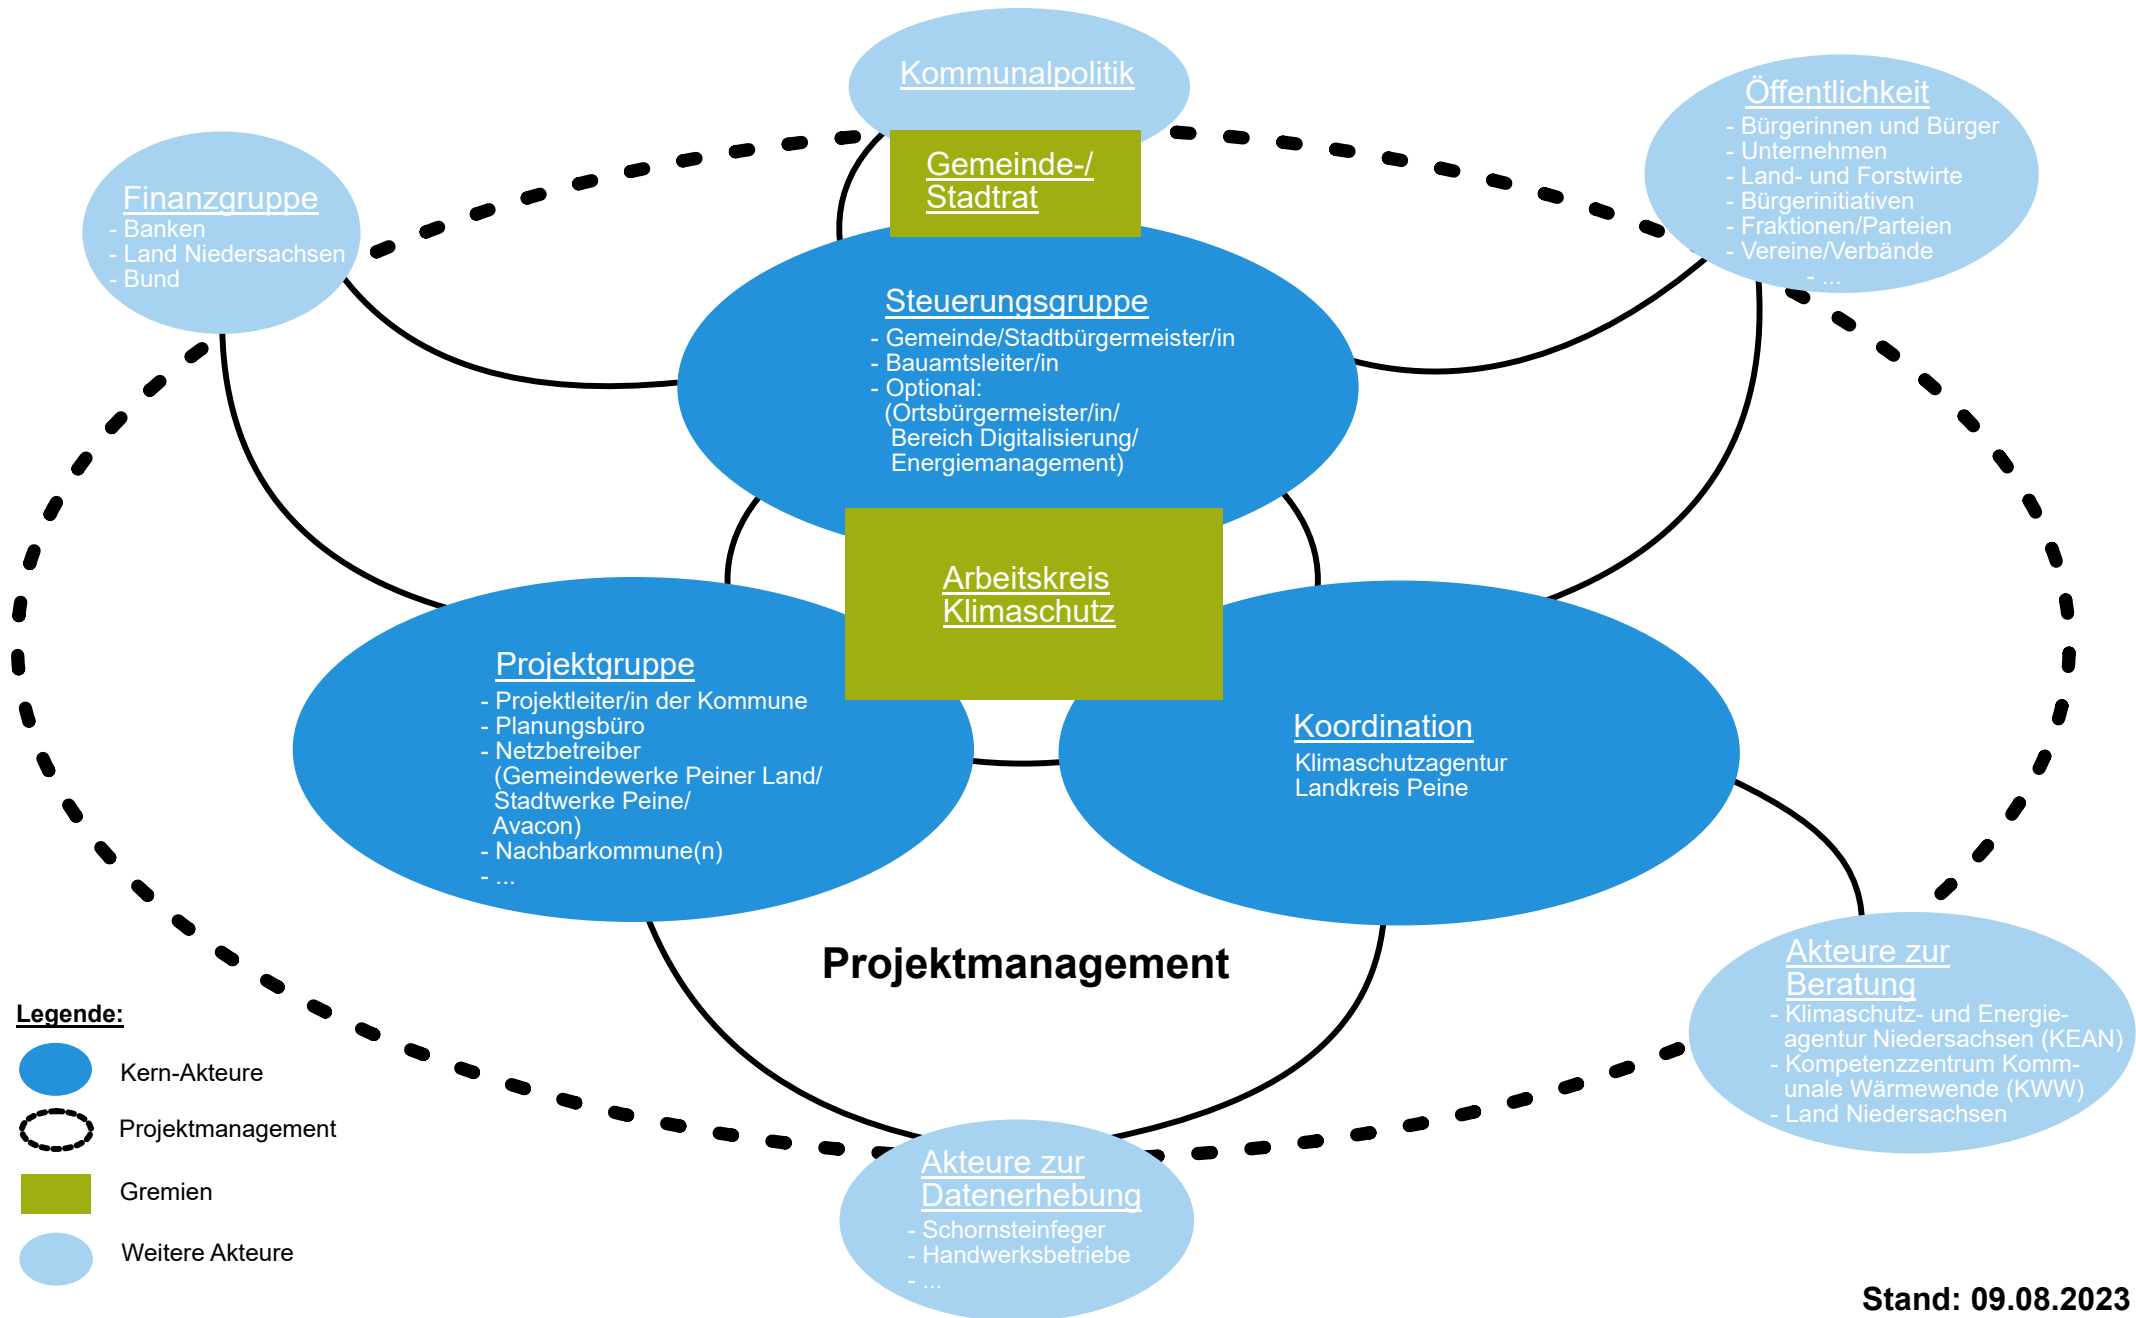 Kommunalpolitik
Gemeinde-/
Stadtrat
Öffentlichkeit
- Bürgerinnen und Bürger
- Unternehmen
- Land- und Forstwirte
- Bürgerinitiativen
- Fraktionen/Parteien
- Vereine/Verbände
- ...
Finanzgruppe
- Banken
- Land Niedersachsen
- Bund
Steuerungsgruppe
- Gemeinde/Stadtbürgermeister/in
- Bauamtsleiter/in
- Optional:
(Ortsbürgermeister/in/
Bereich Digitalisierung/
Energiemanagement)
Arbeitskreis
Klimaschutz
Projektgruppe
- Projektleiter/in der Kommune
- Planungsbüro
- Netzbetreiber
(Gemeindewerke Peiner Land/
Stadtwerke Peine/
Avacon)
- Nachbarkommune(n)
- ...
Koordination
Klimaschutzagentur
Landkreis Peine
Projektmanagement
Akteure zur
Beratung
- Klimaschutz- und Energie-
agentur Niedersachsen (KEAN)
- Kompetenzzentrum Komm-
unale Wärmewende (KWW)
- Land Niedersachsen
Akteure zur
Datenerhebung
- Schornsteinfeger
- Handwerksbetriebe
- ...
Legende:
Kern-Akteure
Projektmanagement
Gremien
Weitere Akteure
Stand: 09.08.2023